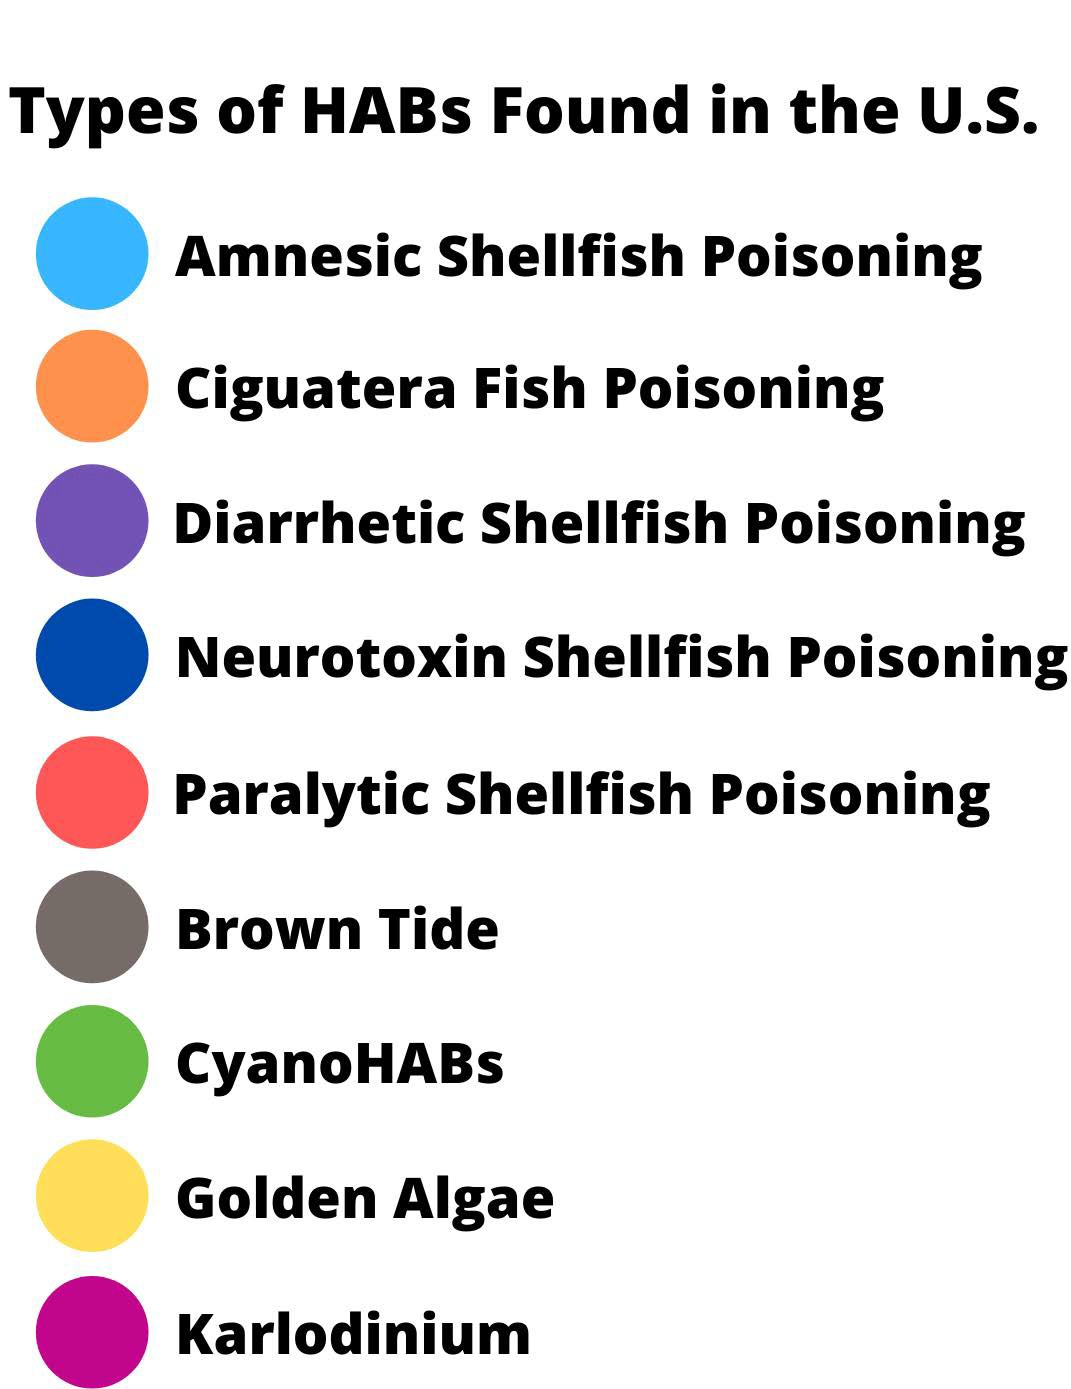 Types of HABs Found in the U.S.
Amnesic Shellfish Poisoning
Ciguatera Fish Poisoning
Diarrhetic Shellfish Poisoning
Neurotoxin Shellfish Poisoning
Paralytic Shellfish Poisoning
Brown Tide
CyanoHABs
Golden Algae
Karlodinium